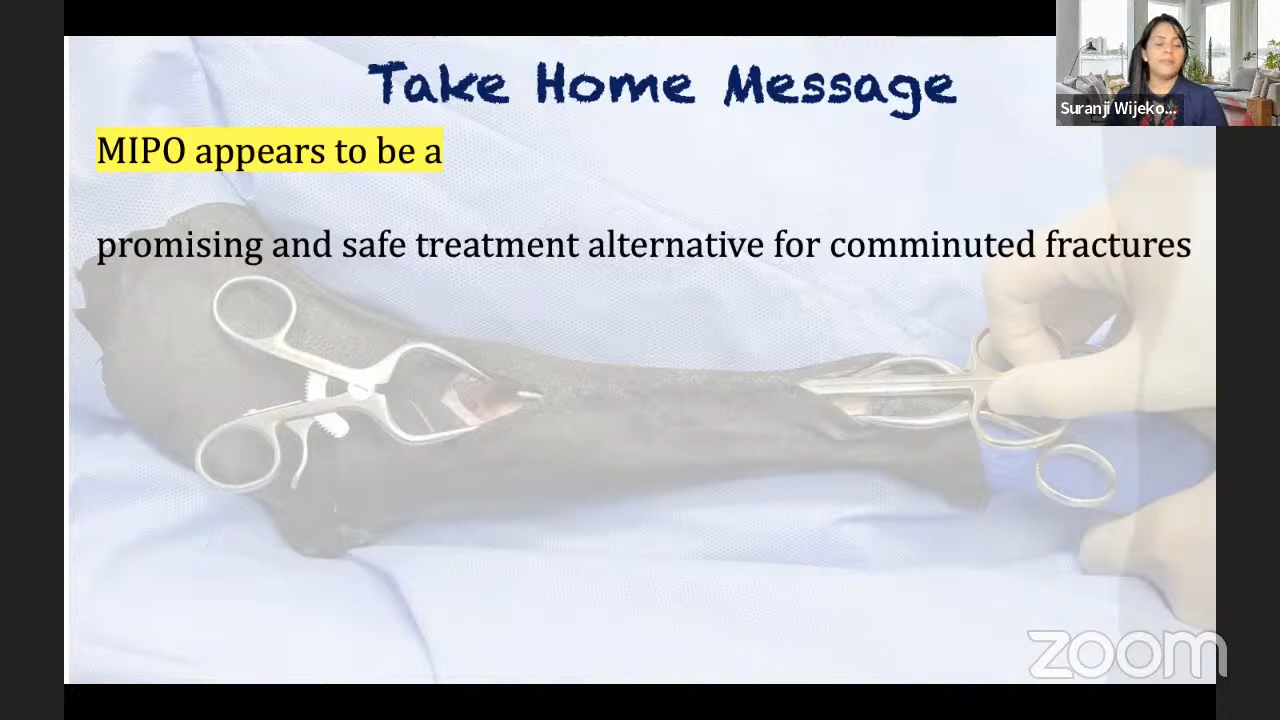 Take Home Message
Suranji Wijeko...
MIPO appears to be a
promising and safe treatment alternative for comminuted fractures
zoom